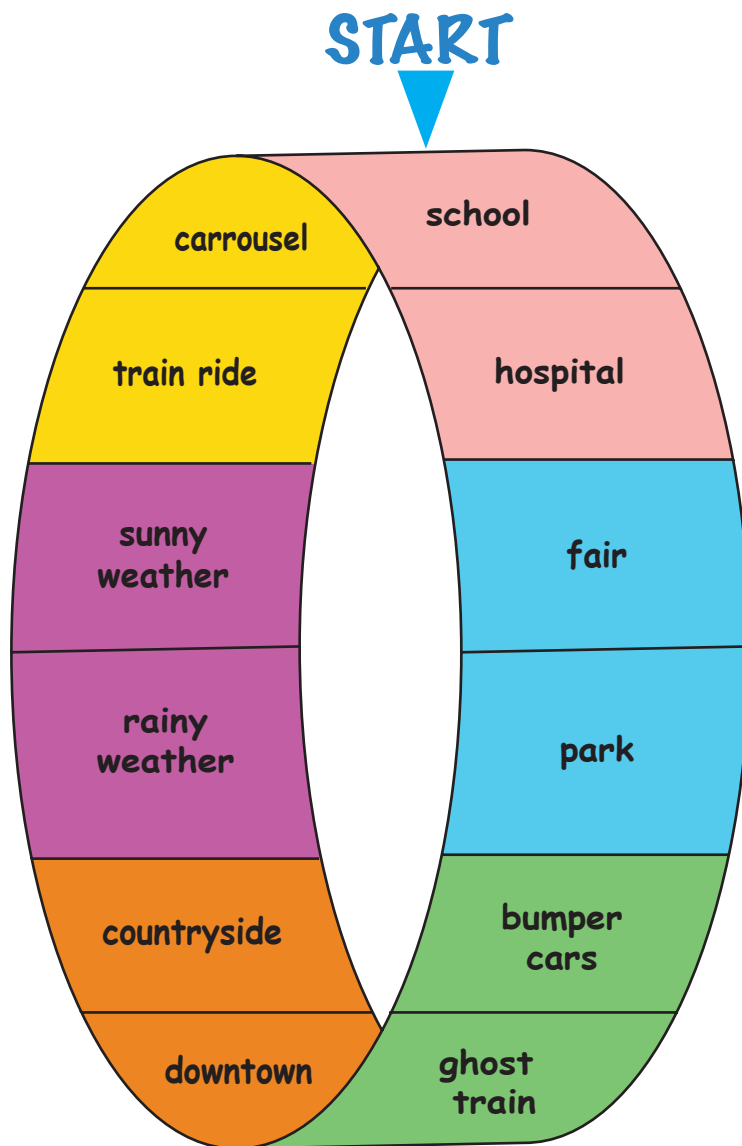 START
school
hospital
fair
park
bumper
cars
ghost
train
downtown
countryside
rainy
weather
sunny
weather
train ride
carrousel